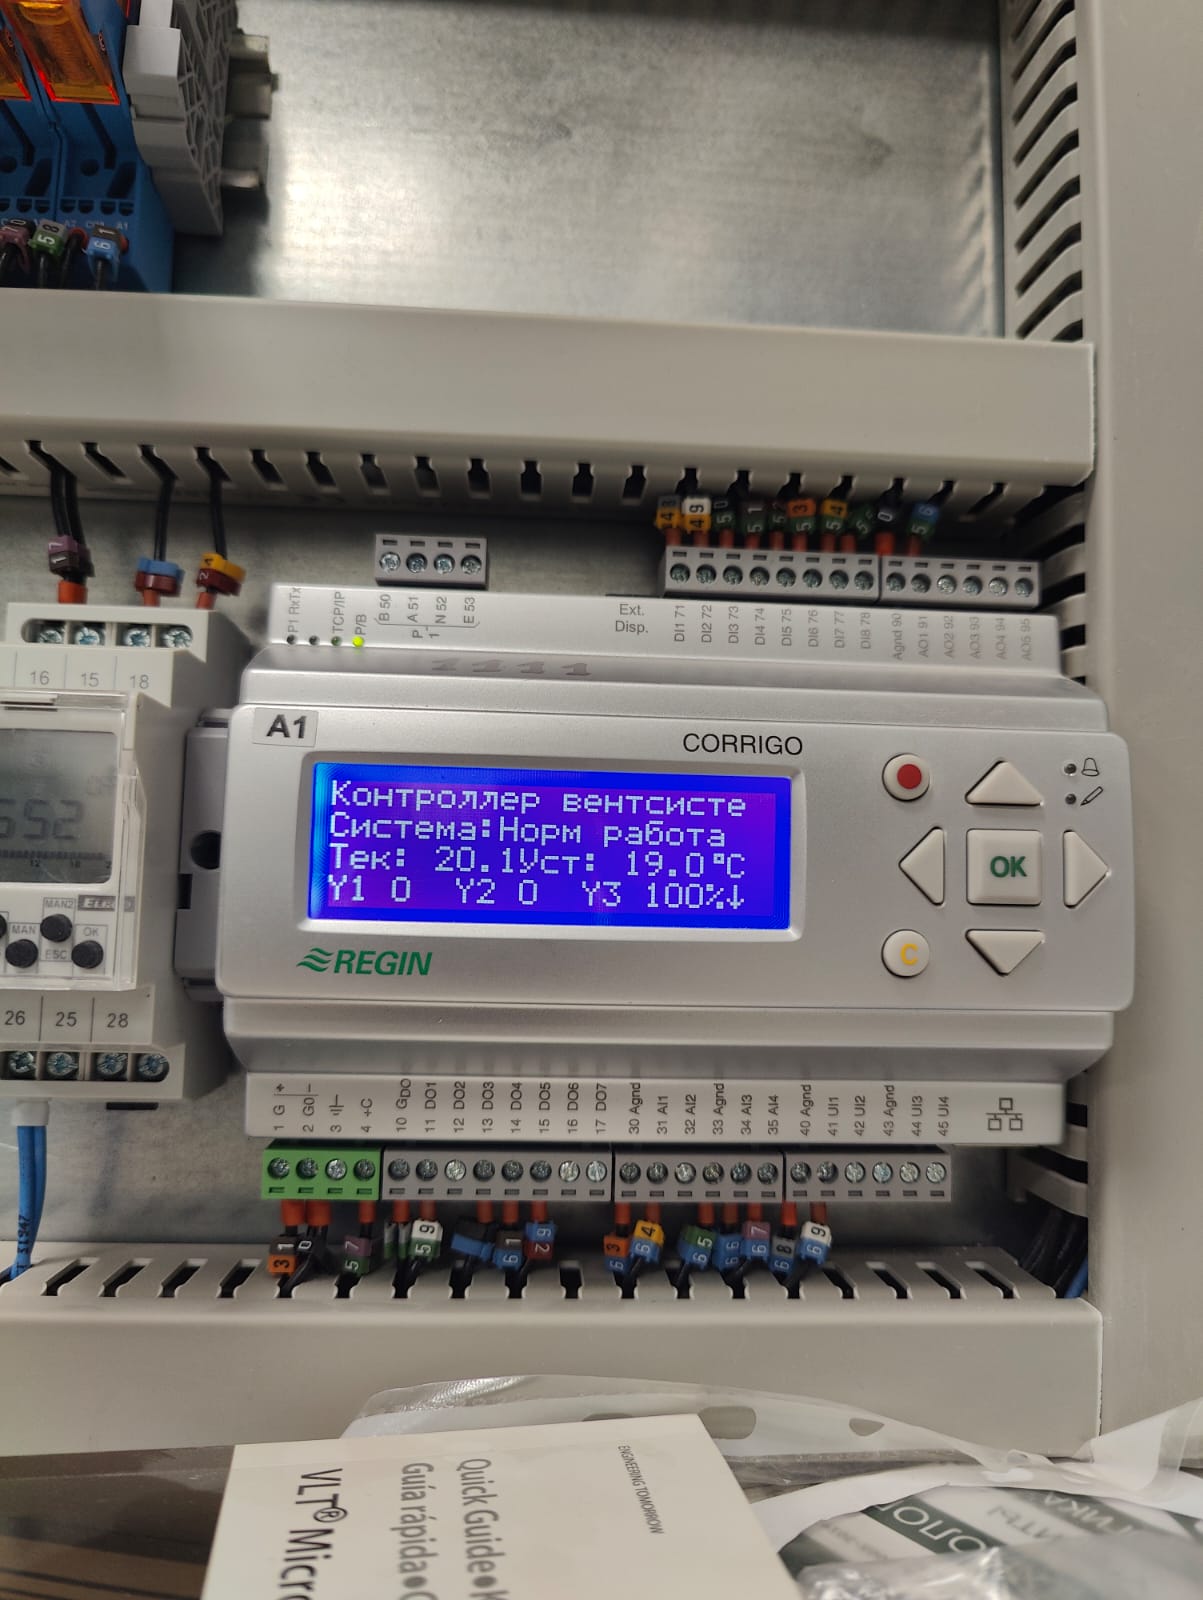 16 15 18
P1 RxTx
TCP/IP
P/B
B 50
A 51
N 52
E 53
Ext.
Disp.
DI1 71
DI2 72
DI3 73
DI4 74
DI5 75
DI6 76
DI7 77
DI8 78
Agnd 90
AO1 91
AO2 92
AO3 93
AO4 94
AO5 95
1 1 1 1
A1
CORRIGO
Контроллер вентсисте
Система:Норм работа
Тек: 20.1Уст: 19.0°C
Y1 0 Y2 0 Y3 100%↓
OK
C
REGIN
MAN2
MAN
OK
ESC
26 25 28
1 G +
2 G0 -
3
4 +C
10 GDO
11 DO1
12 DO2
13 DO3
14 DO4
15 DO5
16 DO6
17 DO7
30 Agnd
31 AI1
32 AI2
33 Agnd
34 AI3
35 AI4
40 Agnd
41 UI1
42 UI2
43 Agnd
44 UI3
45 UI4
ENGINEERING TOMORROW
Quick Guide•
Guía rápida•
VLT® Micr